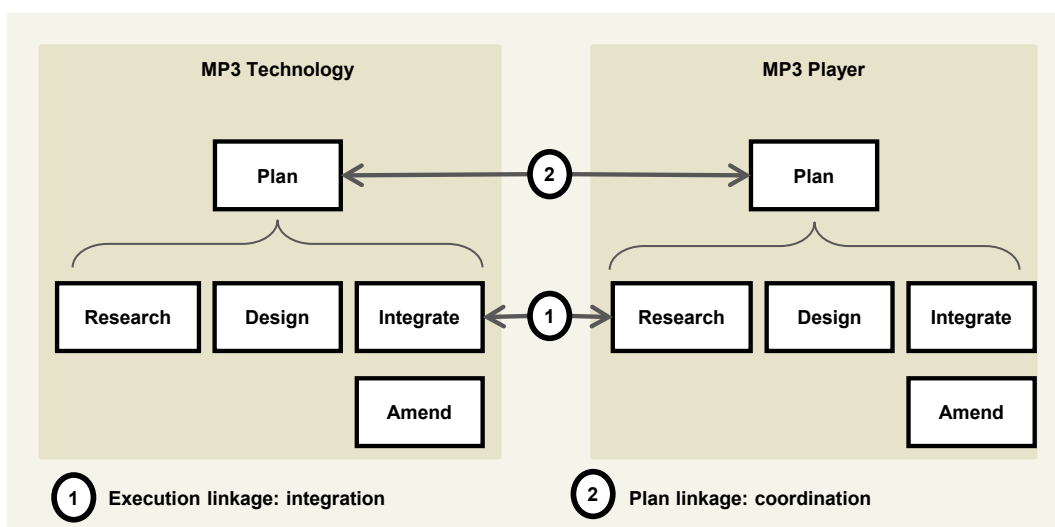 MP3 Technology
MP3 Player
Plan
2
Plan
Research
Design
Integrate
1
Research
Design
Integrate
Amend
Amend
1 Execution linkage: integration
2 Plan linkage: coordination